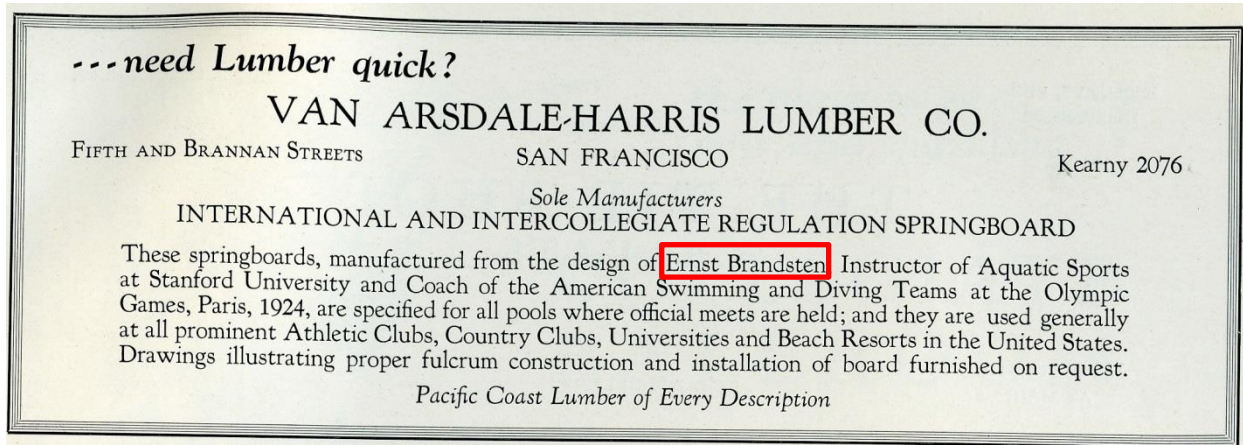 ...need Lumber quick?
VAN ARSDALE-HARRIS LUMBER CO.
FIFTH AND BRANNAN STREETS SAN FRANCISCO Kearny 2076
Sole Manufacturers
INTERNATIONAL AND INTERCOLLEGIATE REGULATION SPRINGBOARD
These springboards, manufactured from the design of Ernst Brandsten Instructor of Aquatic Sports
at Stanford University and Coach of the American Swimming and Diving Teams at the Olympic
Games, Paris, 1924, are specified for all pools where official meets are held; and they are used generally
at all prominent Athletic Clubs, Country Clubs, Universities and Beach Resorts in the United States.
Drawings illustrating proper fulcrum construction and installation of board furnished on request.
Pacific Coast Lumber of Every Description